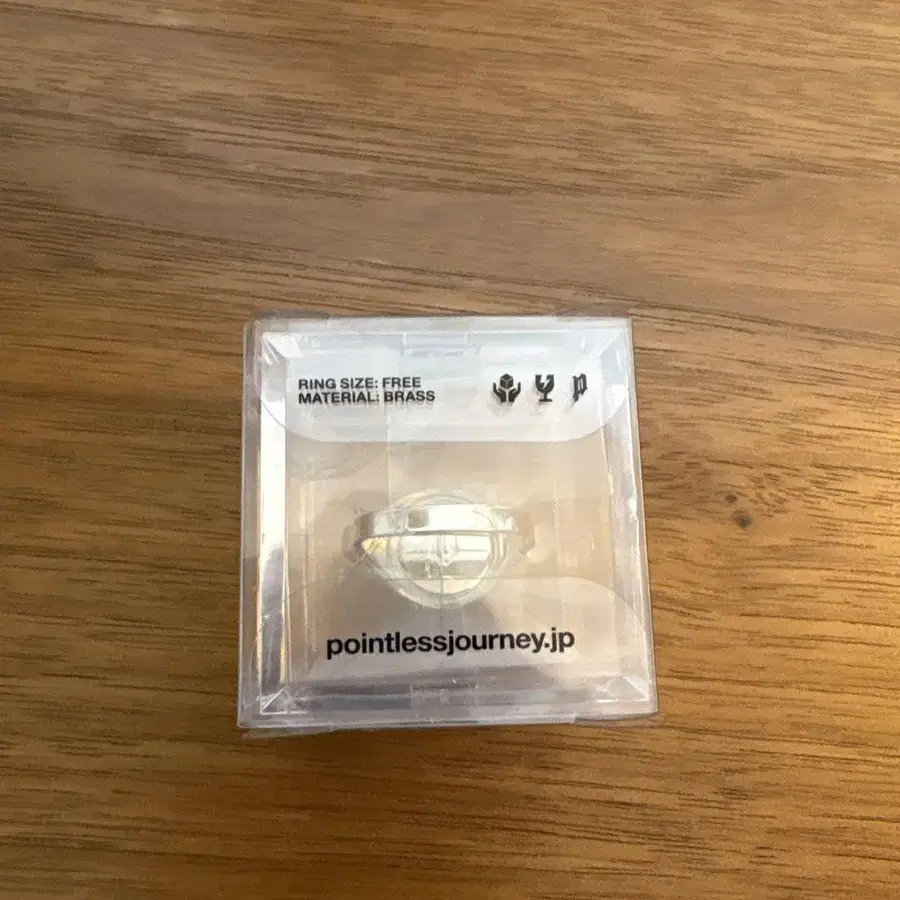 RING SIZE: FREE
MATERIAL: BRASS
p
pointlessjourney.jp